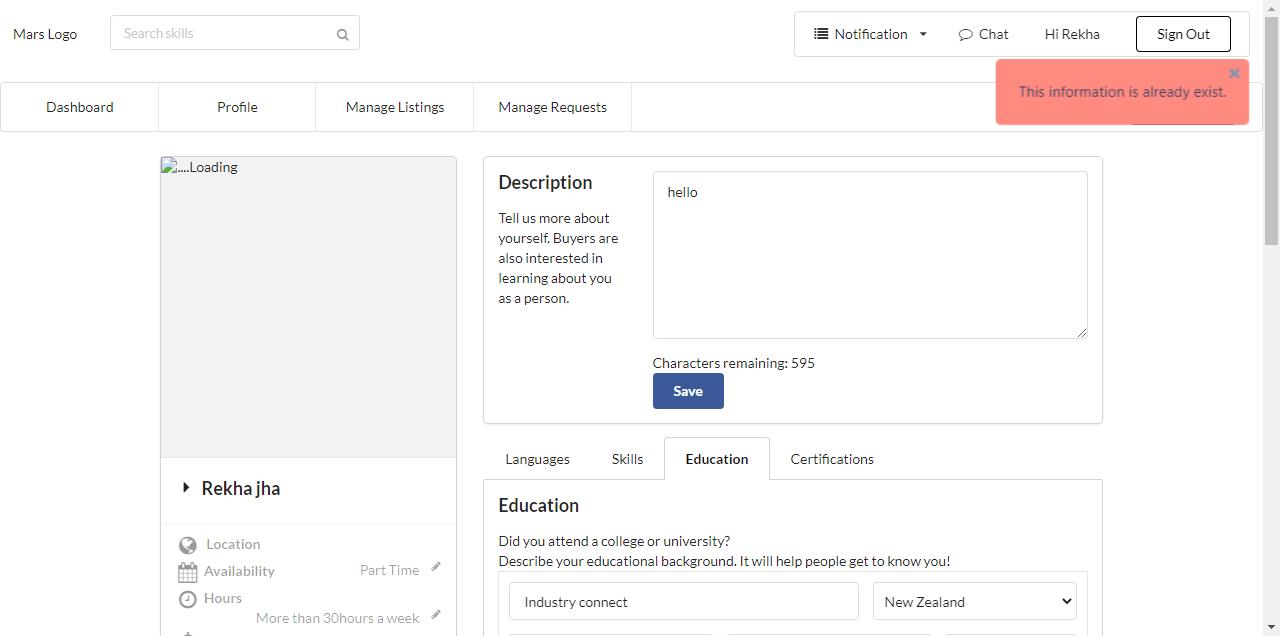 Mars Logo
Search skills
Notification
Chat
Hi Rekha
Sign Out
This information is already exist.
Dashboard
Profile
Manage Listings
Manage Requests
....Loading
Description
Tell us more about
yourself. Buyers are
also interested in
learning about you
as a person.
hello
Characters remaining: 595
Save
Languages
Skills
Education
Certifications
Rekha jha
Location
Availability
Part Time
Hours
More than 30hours a week
Education
Did you attend a college or university?
Describe your educational background. It will help people get to know you!
Industry connect
New Zealand